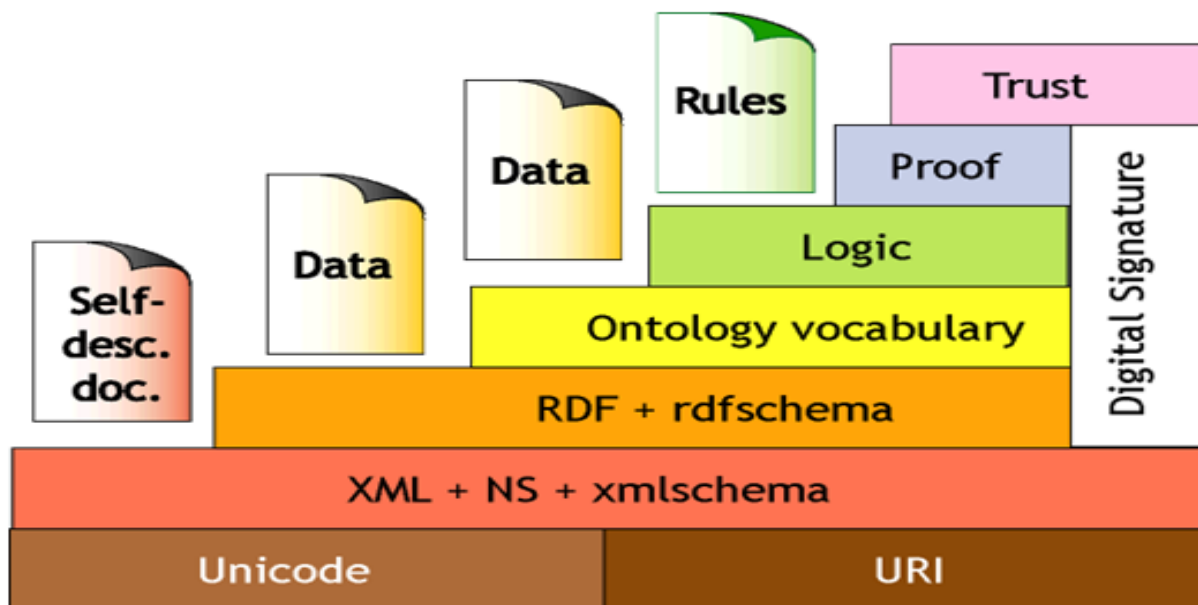 Rules
Trust
Data
Proof
Data
Logic
Digital Signature
Self-
desc.
doc.
Ontology vocabulary
RDF + rdfschema
XML + NS + xmlschema
Unicode
URI